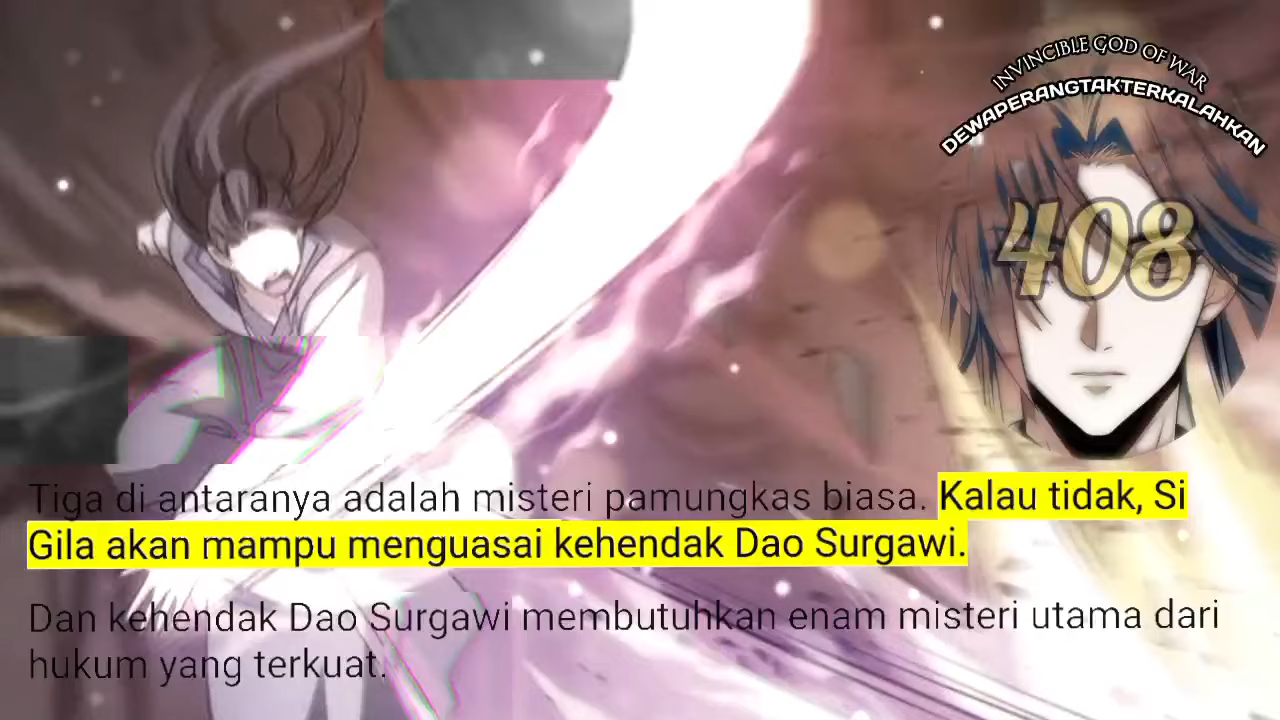 INVINCIBLE GOD OF WAR
DEWAPERANGTAKTERKALAHKAN
408
Tiga di antaranya adalah misteri pamungkas biasa. Kalau tidak, Si
Gila akan mampu menguasai kehendak Dao Surgawi.
Dan kehendak Dao Surgawi membutuhkan enam misteri utama dari
hukum yang terkuat.